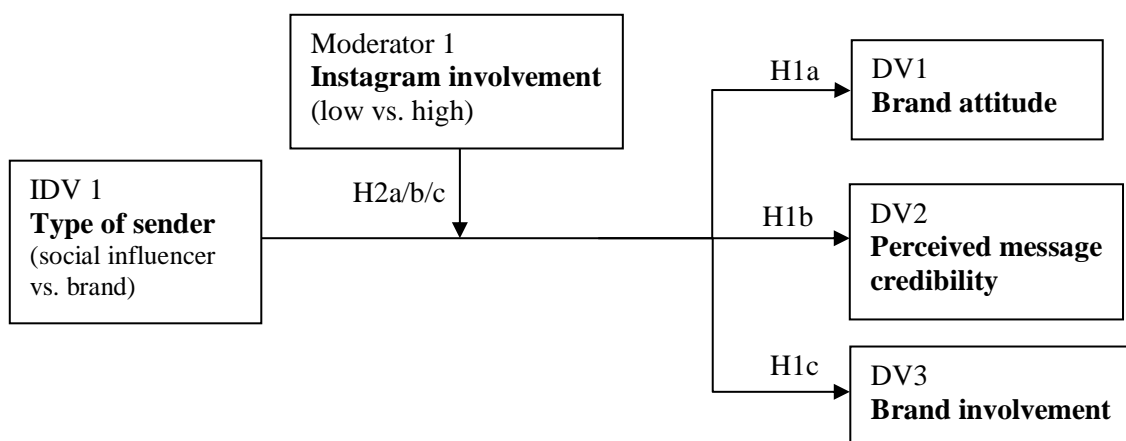 Moderator 1
Instagram involvement
(low vs. high)
H1a
DV1
Brand attitude
IDV 1
Type of sender
(social influencer
vs. brand)
H2a/b/c
H1b
DV2
Perceived message
credibility
H1c
DV3
Brand involvement